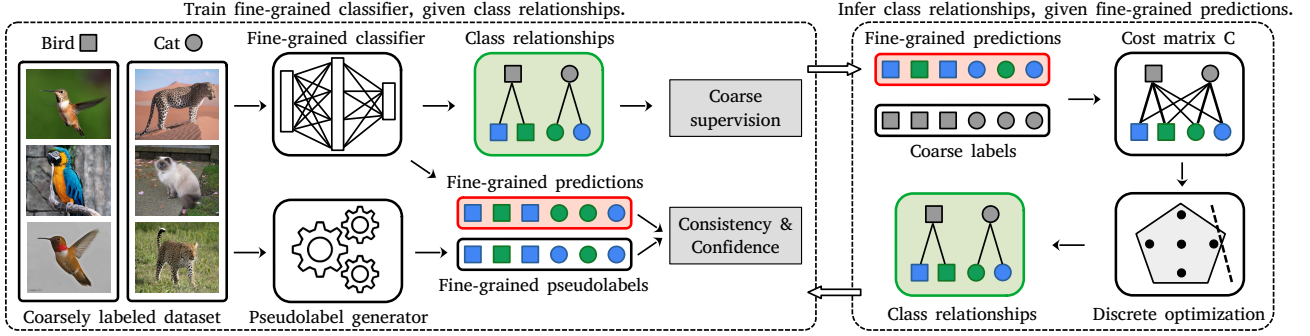 Train fine-grained classifier, given class relationships.
Bird
Cat
Fine-grained classifier
Class relationships
Coarse
supervision
Fine-grained predictions
Consistency &
Confidence
Fine-grained pseudolabels
Coarsely labeled dataset
Pseudolabel generator
Infer class relationships, given fine-grained predictions.
Fine-grained predictions
Cost matrix C
Coarse labels
Class relationships
Discrete optimization